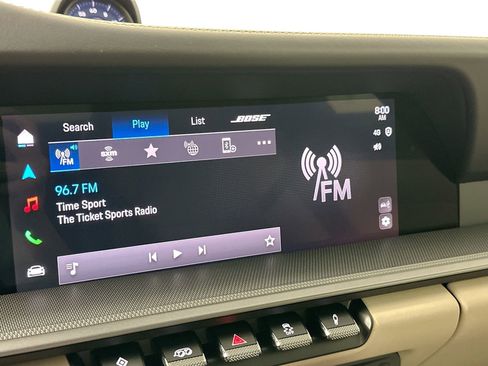 Search Play List BOSE
8:00
AM
FM sxm
4G
96.7 FM
Time Sport
The Ticket Sports Radio
FM
OFF